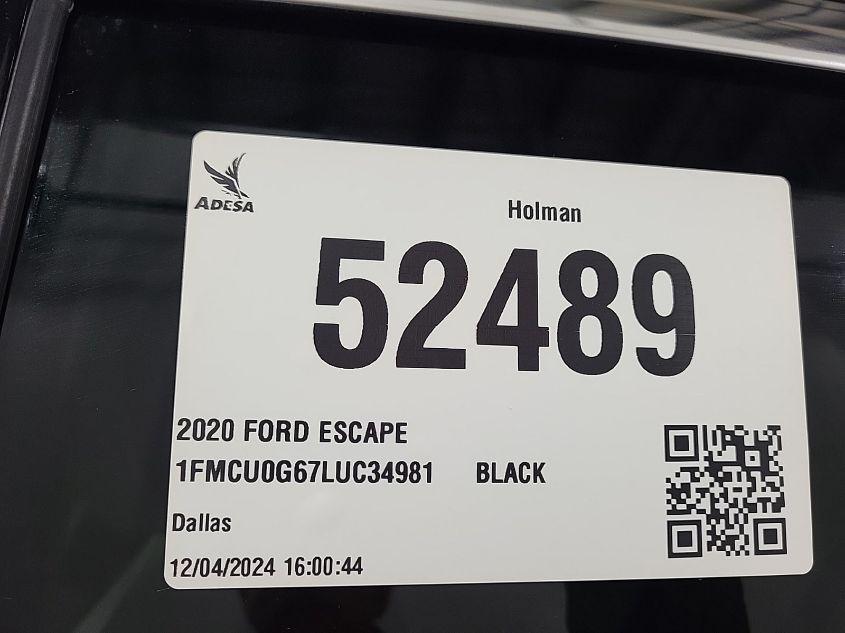 ADESA
Holman
52489
2020 FORD ESCAPE
1FMCU0G67LUC34981 BLACK
Dallas
12/04/2024 16:00:44